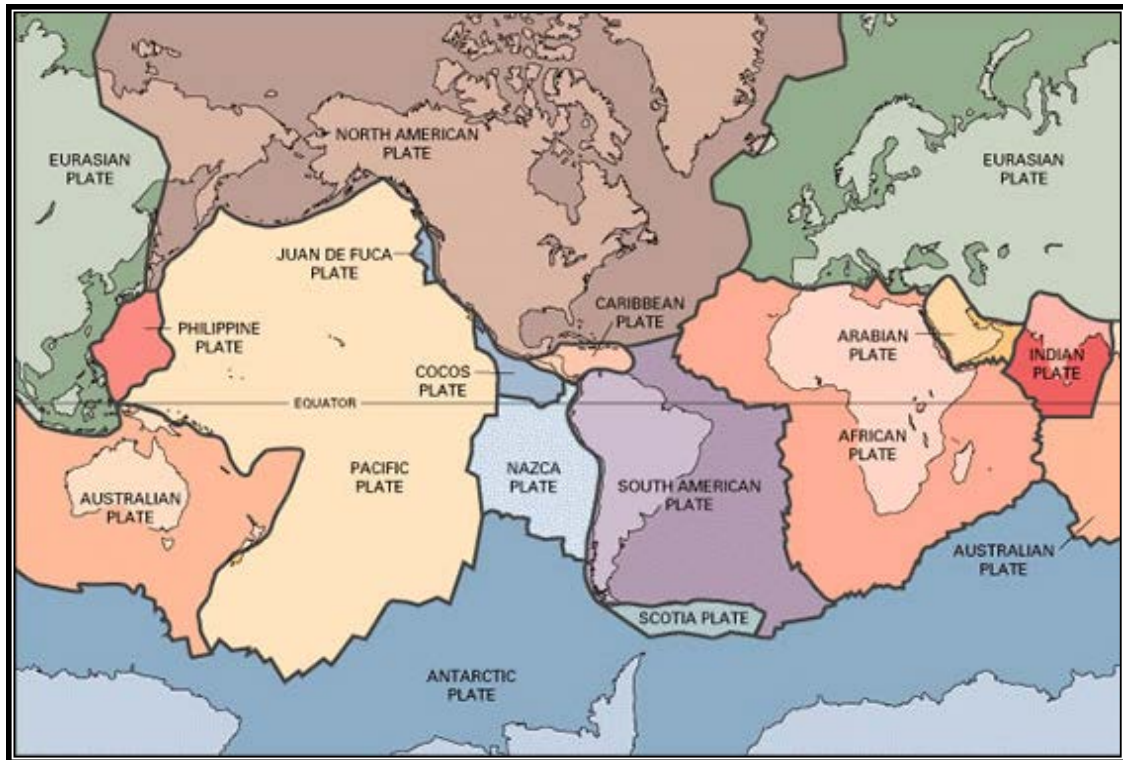 NORTH AMERICAN
PLATE
EURASIAN
PLATE
EURASIAN
PLATE
JUAN DE FUCA
PLATE
CARIBBEAN
PLATE
PHILIPPINE
PLATE
ARABIAN
PLATE
INDIAN
PLATE
COCOS
PLATE
EQUATOR
AFRICAN
PLATE
PACIFIC
PLATE
NAZCA
PLATE
SOUTH AMERICAN
PLATE
AUSTRALIAN
PLATE
AUSTRALIAN
PLATE
SCOTIA PLATE
ANTARCTIC
PLATE